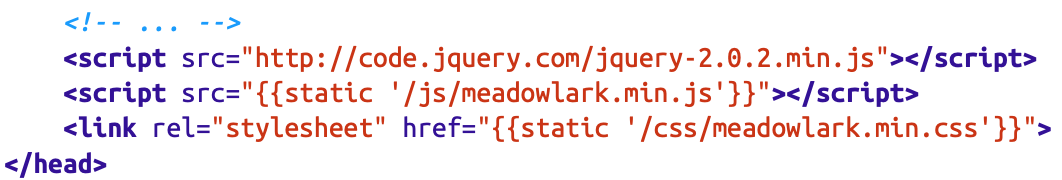 <!-- ... -->
<script src="http://code.jquery.com/jquery-2.0.2.min.js"></script>
<script src="{{static '/js/meadowlark.min.js'}}"></script>
<link rel="stylesheet" href="{{static '/css/meadowlark.min.css'}}">
</head>